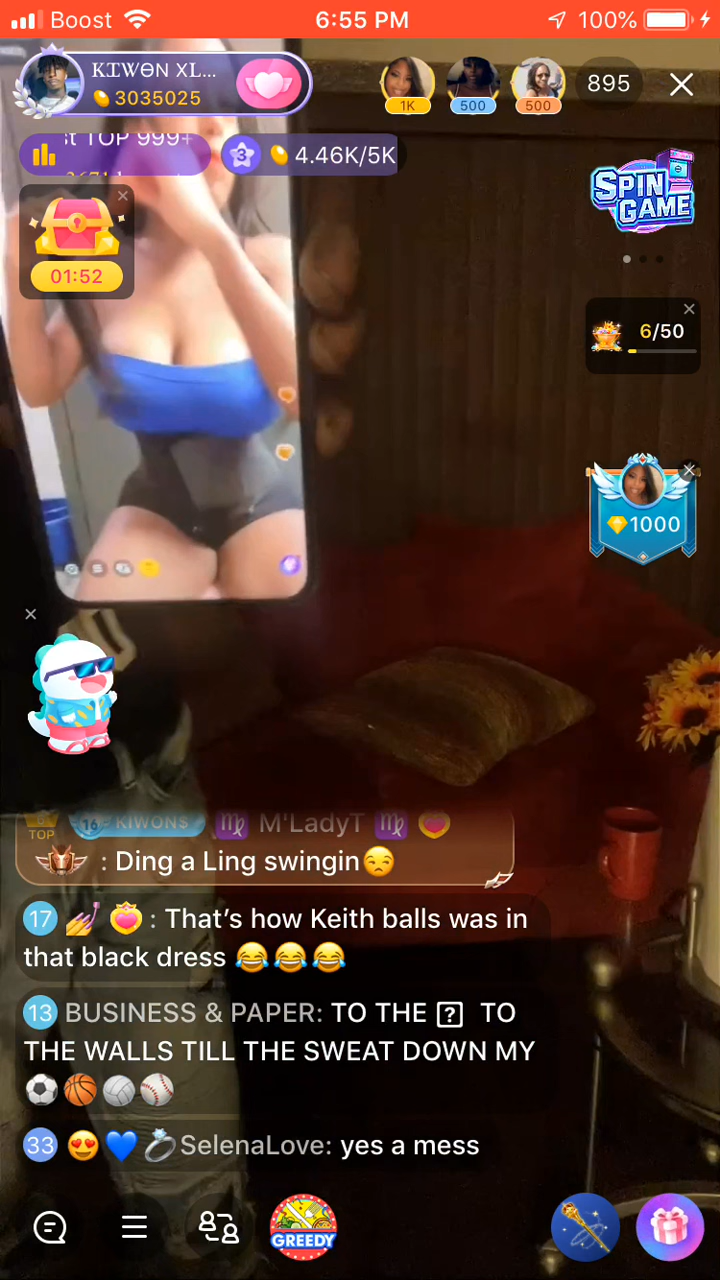 Boost 6:55 PM 100%
KTWӨN XL...
3035025
1K 500 500 895
st TOP 999+
3 4.46K/5K
SPIN GAME
01:52
6/50
1000
TOP 16 KIWON$ M'LadyT
: Ding a Ling swingin😒
17 💅 : That’s how Keith balls was in
that black dress 😂😂😂
13 BUSINESS & PAPER: TO THE ⍰ TO
THE WALLS TILL THE SWEAT DOWN MY
⚽🏀🏐⚾
33 😍💙💍SelenaLove: yes a mess
GREEDY